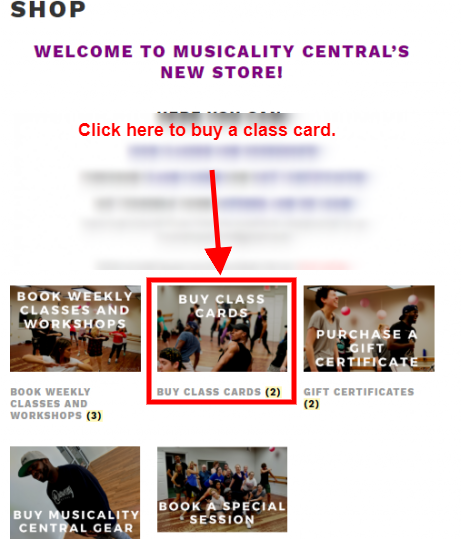 SHOP
WELCOME TO MUSICALITY CENTRAL'S
NEW STORE!
Click here to buy a class card.
BOOK WEEKLY
CLASSES AND
WORKSHOPS
BUY CLASS
CARDS
PURCHASE A
GIFT
CERTIFICATE
BOOK WEEKLY
CLASSES AND
WORKSHOPS (3)
BUY CLASS CARDS (2)
GIFT CERTIFICATES
(2)
BUY MUSICALITY
CENTRAL GEAR
BOOK A SPECIAL
SESSION